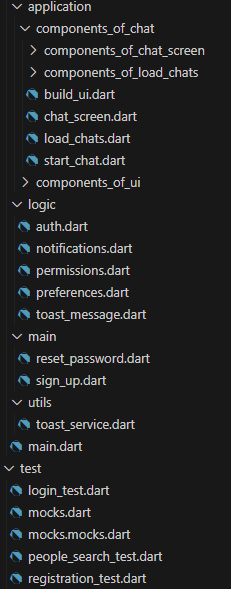 application
components_of_chat
components_of_chat_screen
components_of_load_chats
build_ui.dart
chat_screen.dart
load_chats.dart
start_chat.dart
components_of_ui
logic
auth.dart
notifications.dart
permissions.dart
preferences.dart
toast_message.dart
main
reset_password.dart
sign_up.dart
utils
toast_service.dart
main.dart
test
login_test.dart
mocks.dart
mocks.mocks.dart
people_search_test.dart
registration_test.dart